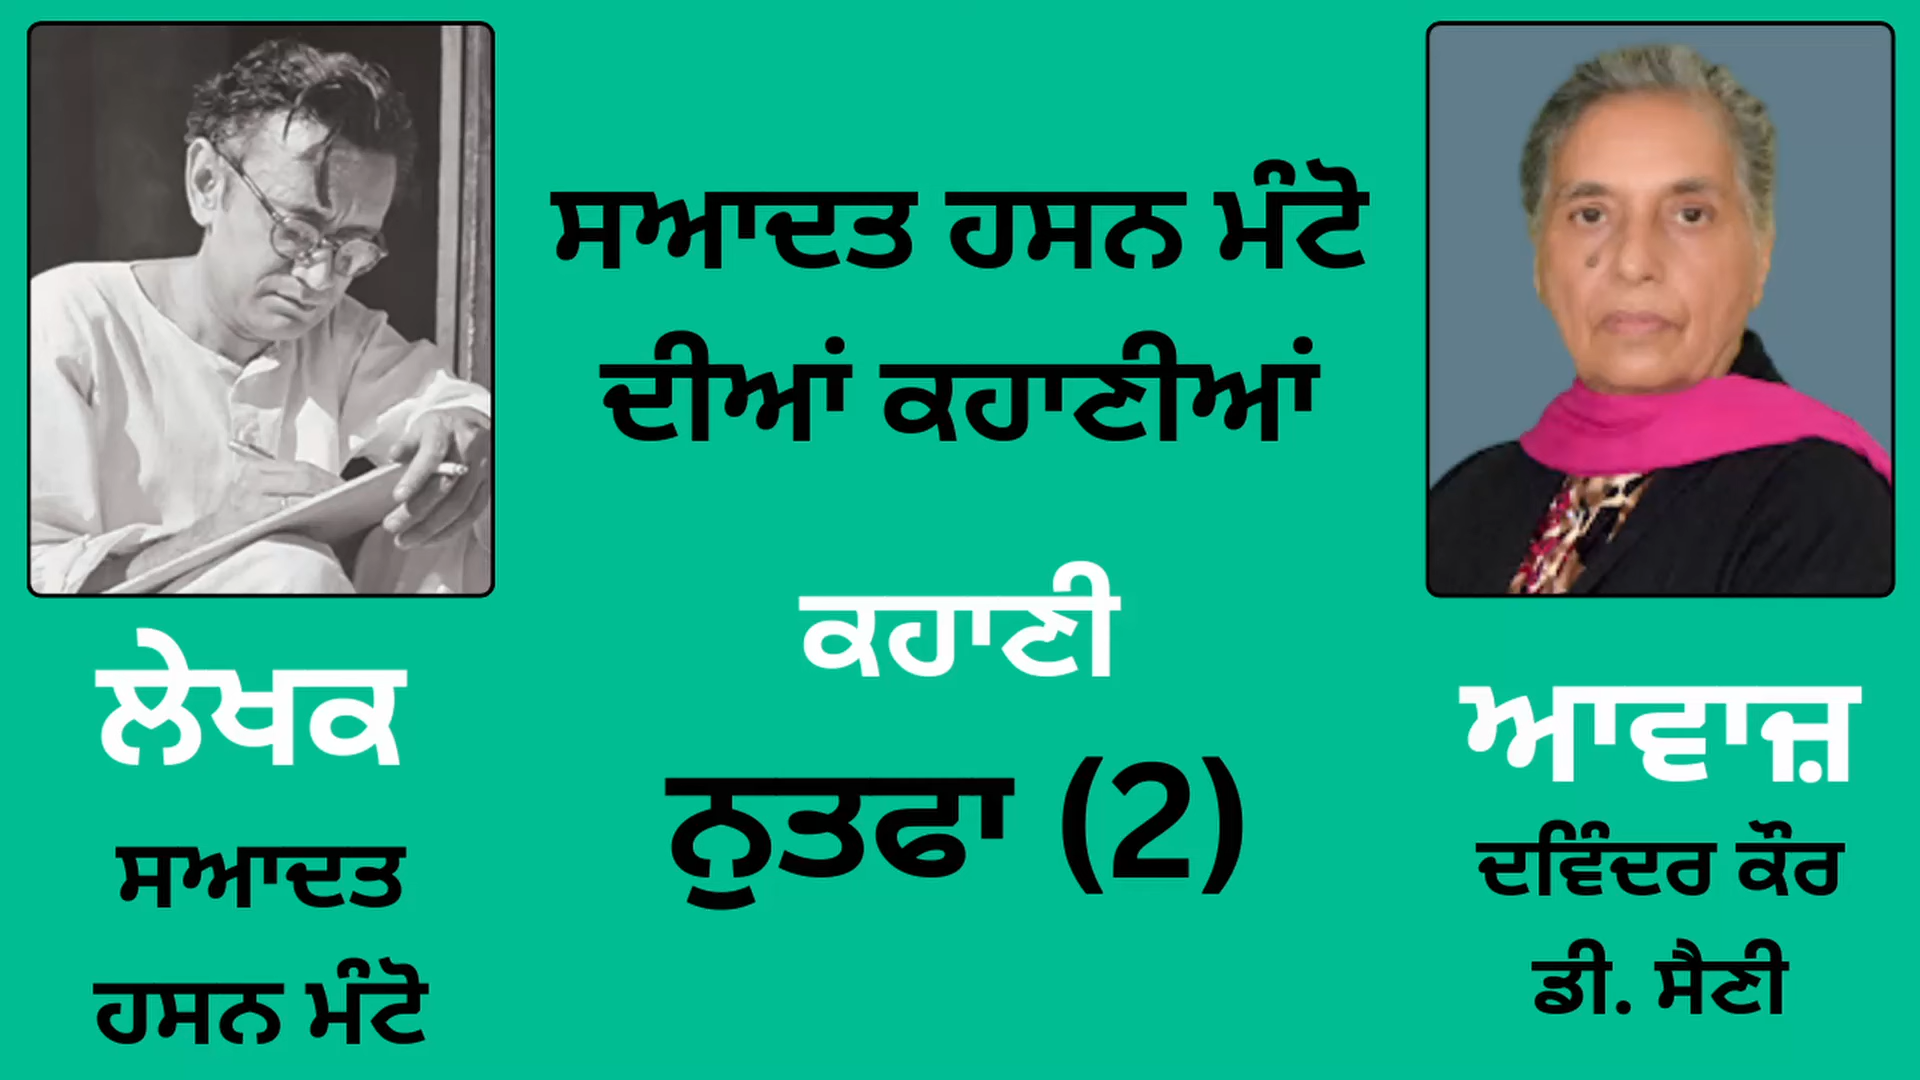 ਸਆਦਤ ਹਸਨ ਮੰਟੋ
ਦੀਆਂ ਕਹਾਣੀਆਂ
ਕਹਾਣੀ
ਨੁਤਫਾ (2)
ਲੇਖਕ
ਸਆਦਤ
ਹਸਨ ਮੰਟੋ
ਆਵਾਜ਼
ਦਵਿੰਦਰ ਕੌਰ
ਡੀ. ਸੈਣੀ